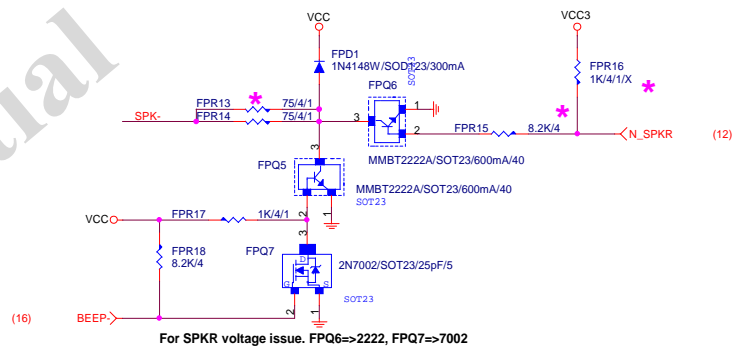 VCC
VCC3
FPD1
1N4148W/SOD123/300mA
SOT23
FPR16
1K/4/1/X
FPQ6
*
*
*
FPR13
75/4/1
SPK-
FPR14
75/4/1
3
1
2
FPR15
8.2K/4
N_SPKR
(12)
MMBT2222A/SOT23/600mA/40
3
FPQ5
MMBT2222A/SOT23/600mA/40
SOT23
2
1
VCC
FPR17
1K/4/1
3
FPR18
8.2K/4
FPQ7
D
G
S
2N7002/SOT23/25pF/5
SOT23
2
1
(16)
BEEP-
For SPKR voltage issue. FPQ6=>2222, FPQ7=>7002
tial